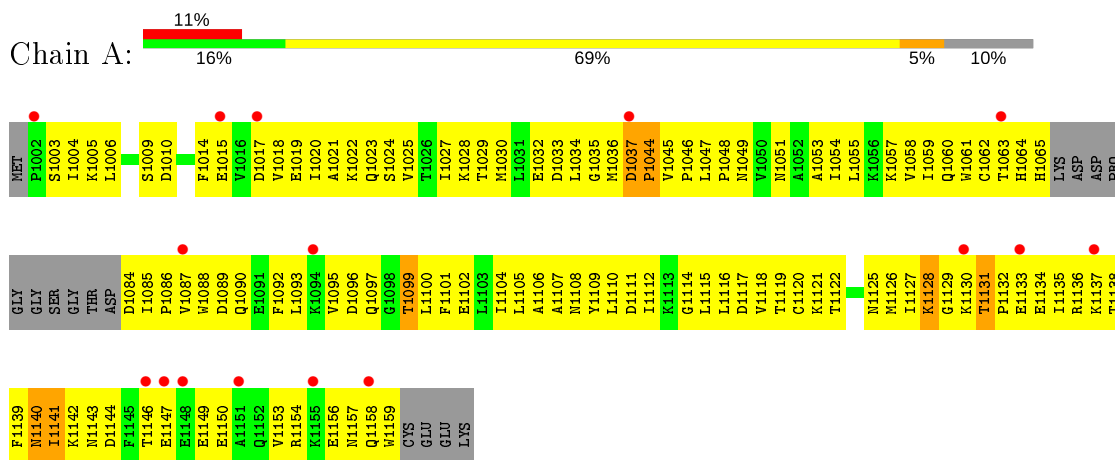 11%
Chain A:
16% 69% 5% 10%
MET P1002 S1003 I1004 K1005 L1006 S1009 D1010 F1014 E1015 V1016 D1017 V1018 E1019 I1020 A1021 K1022 Q1023 S1024 V1025 T1026 I1027 K1028 T1029 M1030 L1031 E1032 D1033 L1034 G1035 M1036 D1037 P1044 V1045 P1046 L1047 P1048 N1049 V1050 N1051 A1052 A1053 I1054 L1055 K1056 K1057 V1058 I1059 Q1060 W1061 C1062 T1063 H1064 H1065 LYS ASP ASP PRO
GLY GLY SER GLY THR ASP D1084 I1085 P1086 V1087 W1088 D1089 Q1090 E1091 F1092 L1093 K1094 V1095 D1096 Q1097 G1098 T1099 L1100 F1101 E1102 L1103 I1104 L1105 A1106 A1107 N1108 Y1109 L1110 D1111 I1112 K1113 G1114 L1115 L1116 D1117 V1118 T1119 C1120 K1121 T1122 N1125 M1126 I1127 K1128 G1129 K1130 T1131 P1132 E1133 E1134 I1135 R1136 K1137 T1138
F1139 N1140 I1141 K1142 N1143 D1144 F1145 T1146 E1147 E1148 E1149 E1150 A1151 Q1152 V1153 R1154 K1155 E1156 N1157 Q1158 W1159 CYS GLU GLU LYS